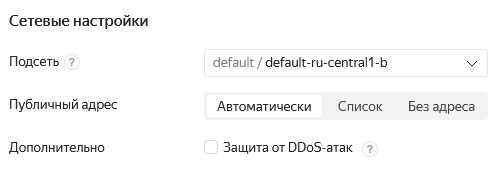 Сетевые настройки
Подсеть ? default / default-ru-central1-b
Публичный адрес Автоматически Список Без адреса
Дополнительно Защита от DDoS-атак ?